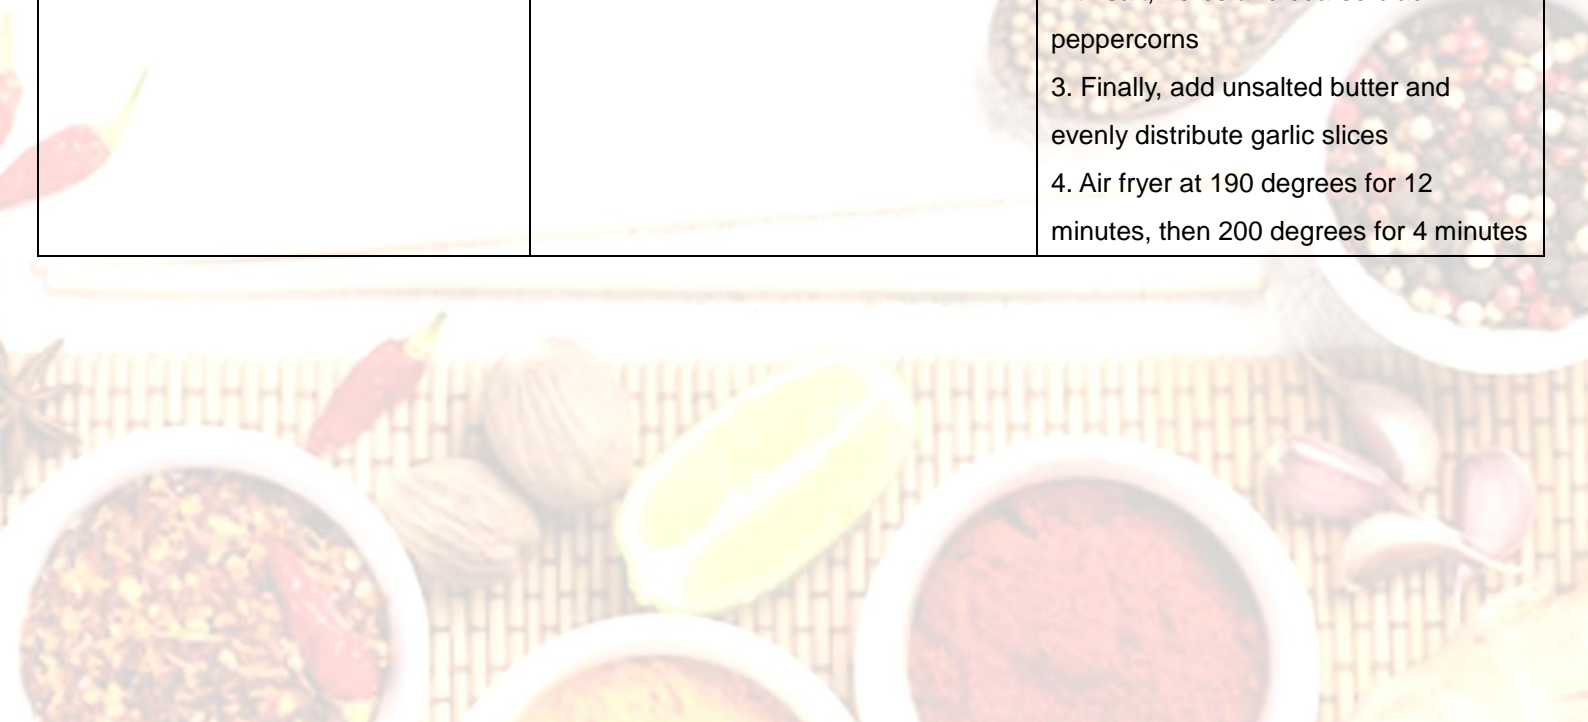 peppercorns
3. Finally, add unsalted butter and
evenly distribute garlic slices
4. Air fryer at 190 degrees for 12
minutes, then 200 degrees for 4 minutes